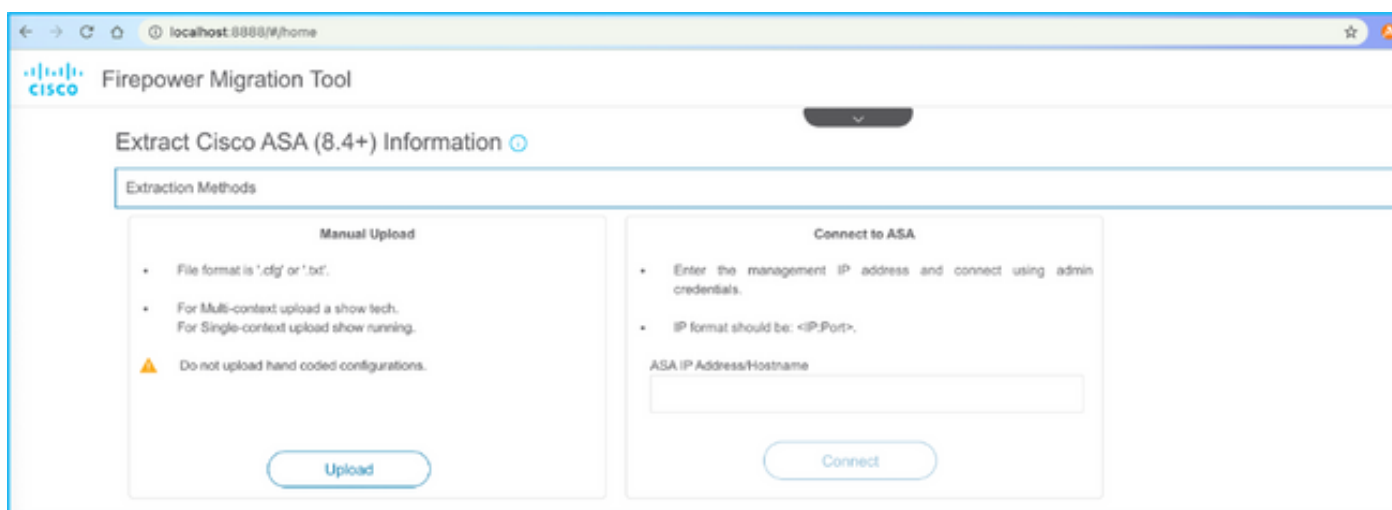 localhost:8888/#/home
CISCO
Firepower Migration Tool
Extract Cisco ASA (8.4+) Information
Extraction Methods
Manual Upload
File format is '.cfg' or '.txt'.
For Multi-context upload a show tech.
For Single-context upload show running.
Do not upload hand coded configurations.
Upload
Connect to ASA
Enter the management IP address and connect using admin
credentials.
IP format should be: <IP:Port>.
ASA IP Address/Hostname
Connect